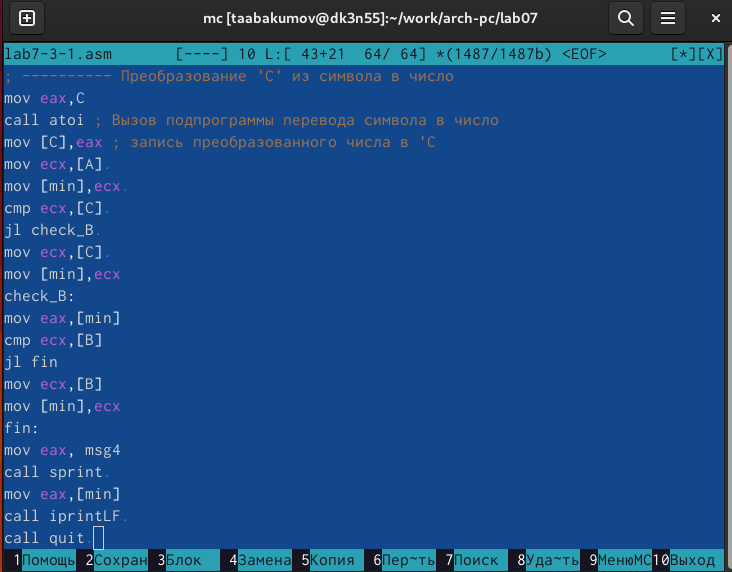 mc [taabakumov@dk3n55]:~/work/arch-pc/lab07
lab7-3-1.asm [----] 10 L:[ 43+21 64/ 64] *(1487/1487b) <EOF> [*][X]
; ---------- Преобразование 'C' из символа в число
mov eax,C
call atoi ; Вызов подпрограммы перевода символа в число
mov [C],eax ; запись преобразованного числа в 'C
mov ecx,[A].
mov [min],ecx.
cmp ecx,[C].
jl check_B.
mov ecx,[C].
mov [min],ecx
check_B:
mov eax,[min]
cmp ecx,[B]
jl fin
mov ecx,[B]
mov [min],ecx
fin:
mov eax, msg4
call sprint.
mov eax,[min]
call iprintLF.
call quit.
1Помощь 2Сохран 3Блок 4Замена 5Копия 6Пер~ть 7Поиск 8Уда~ть 9МенюMC 10Выход